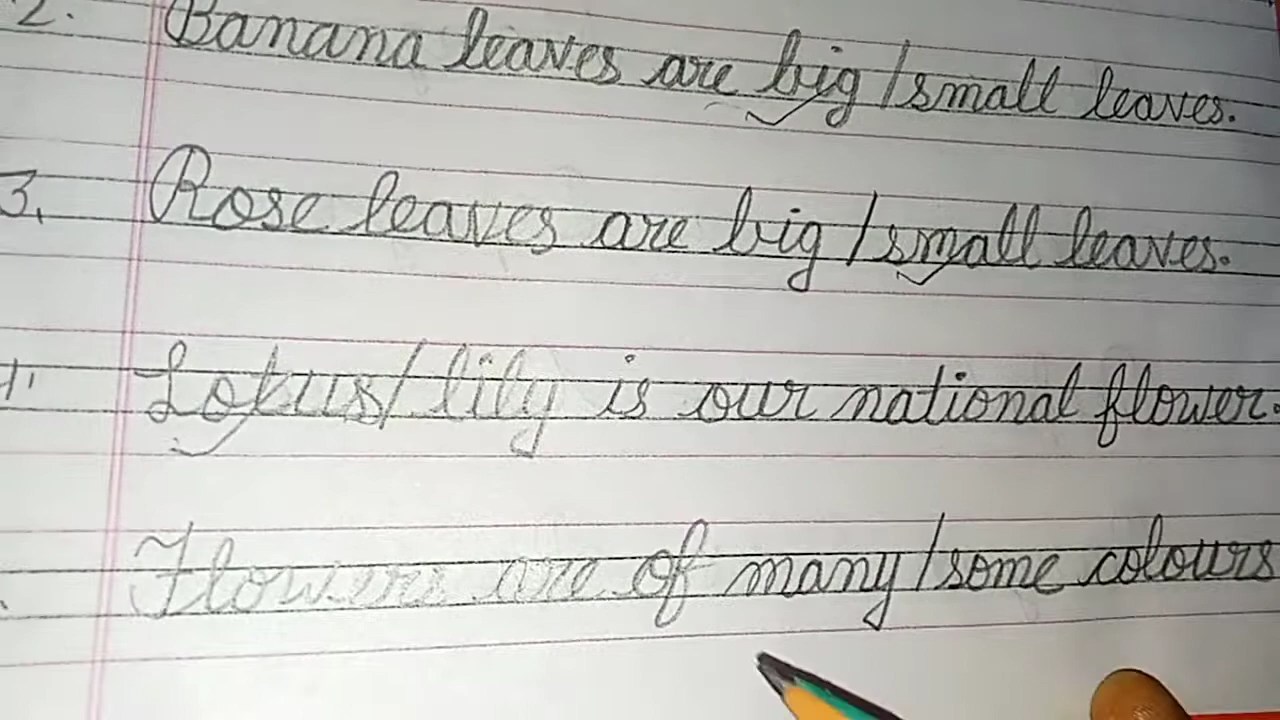 2. Banana leaves are big/small leaves.
3. Rose leaves are big/small leaves.
Lotus/lily is our national flower.
Flowers are of many/some colours